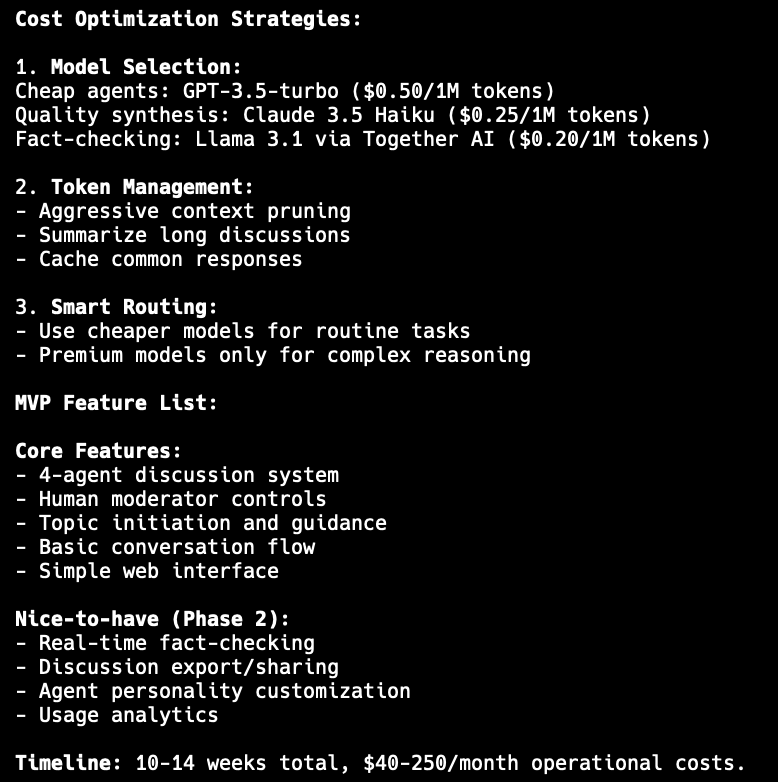 Cost Optimization Strategies:
1. Model Selection:
Cheap agents: GPT-3.5-turbo ($0.50/1M tokens)
Quality synthesis: Claude 3.5 Haiku ($0.25/1M tokens)
Fact-checking: Llama 3.1 via Together AI ($0.20/1M tokens)
2. Token Management:
- Aggressive context pruning
- Summarize long discussions
- Cache common responses
3. Smart Routing:
- Use cheaper models for routine tasks
- Premium models only for complex reasoning
MVP Feature List:
Core Features:
- 4-agent discussion system
- Human moderator controls
- Topic initiation and guidance
- Basic conversation flow
- Simple web interface
Nice-to-have (Phase 2):
- Real-time fact-checking
- Discussion export/sharing
- Agent personality customization
- Usage analytics
Timeline: 10-14 weeks total, $40-250/month operational costs.